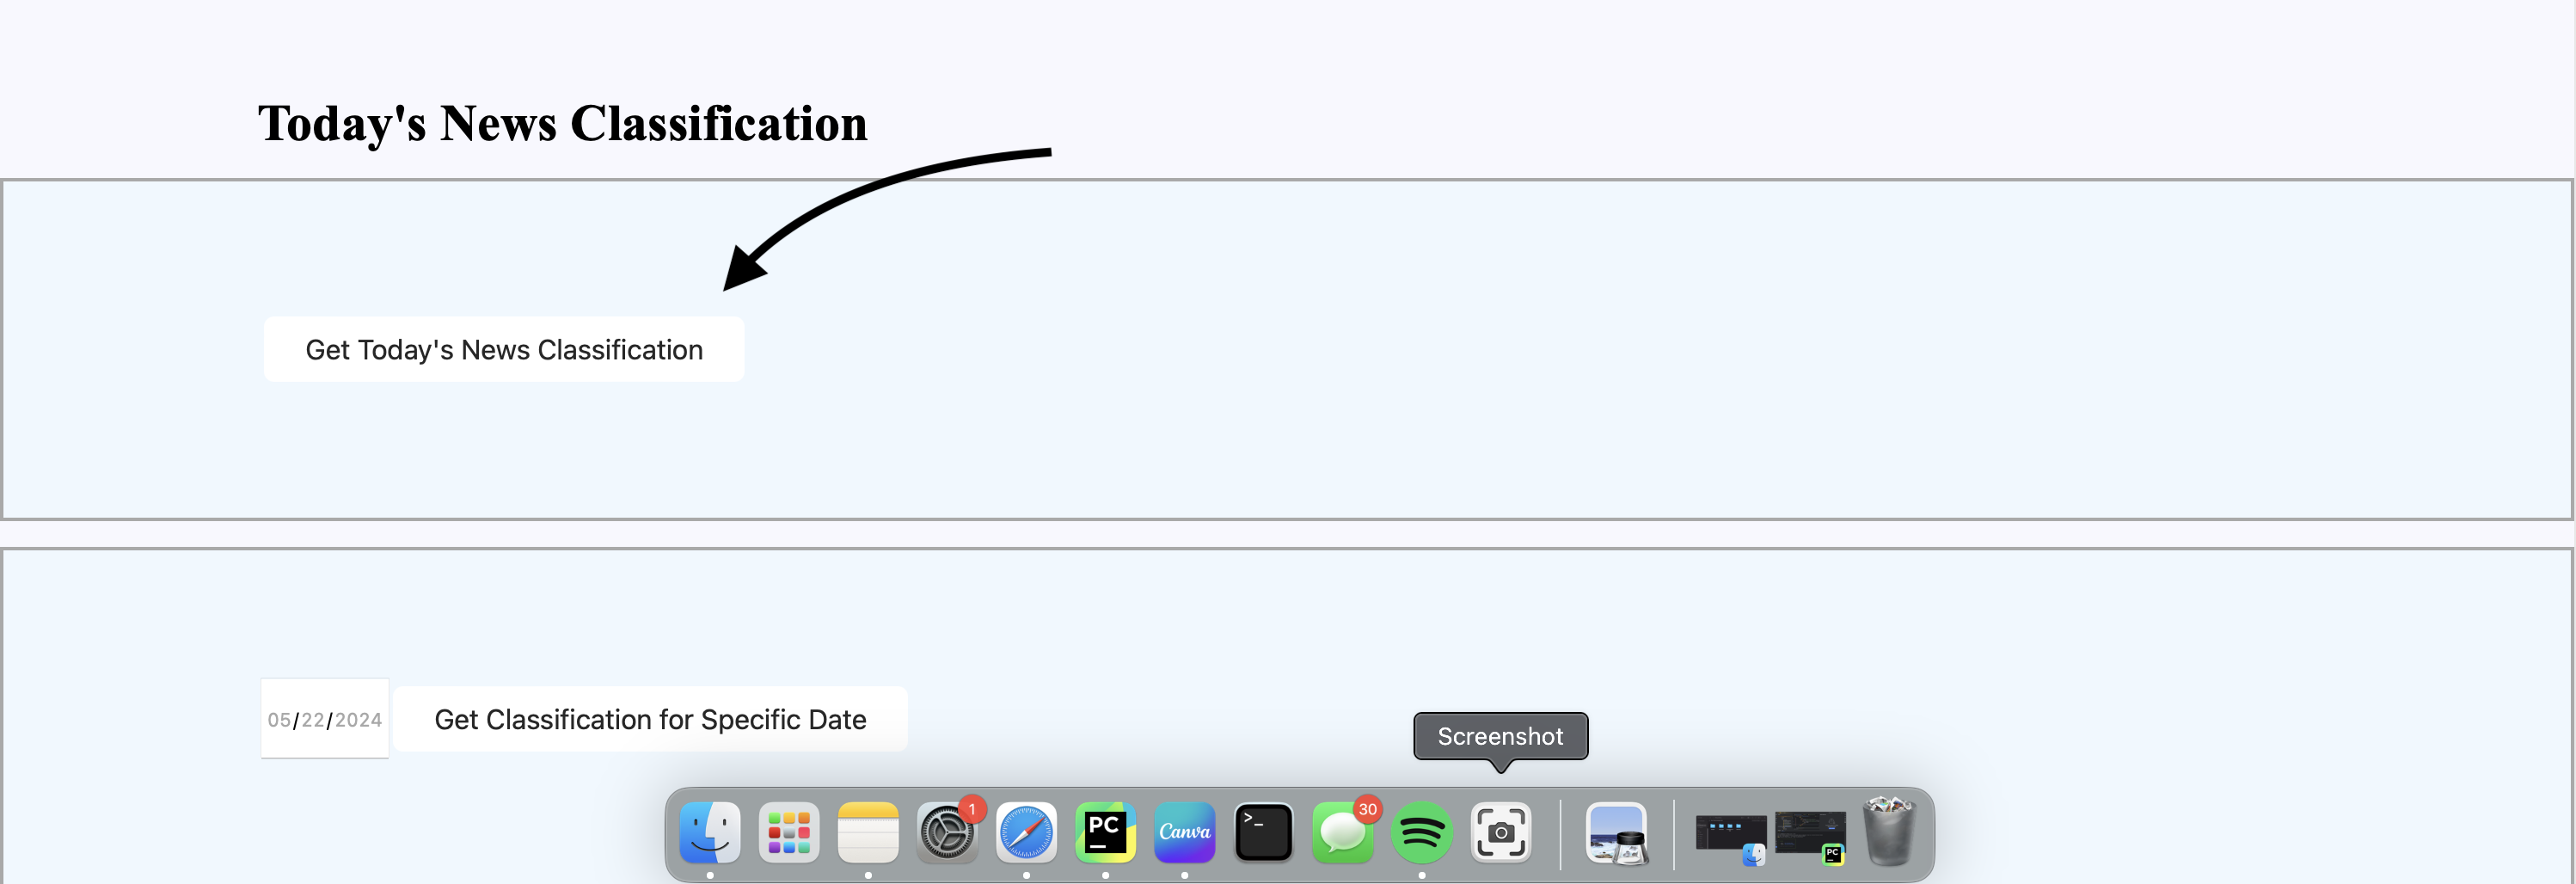 Today's News Classification
Get Today's News Classification
05/22/2024
Get Classification for Specific Date
Screenshot
1
PC
Canva
>_
30
PC